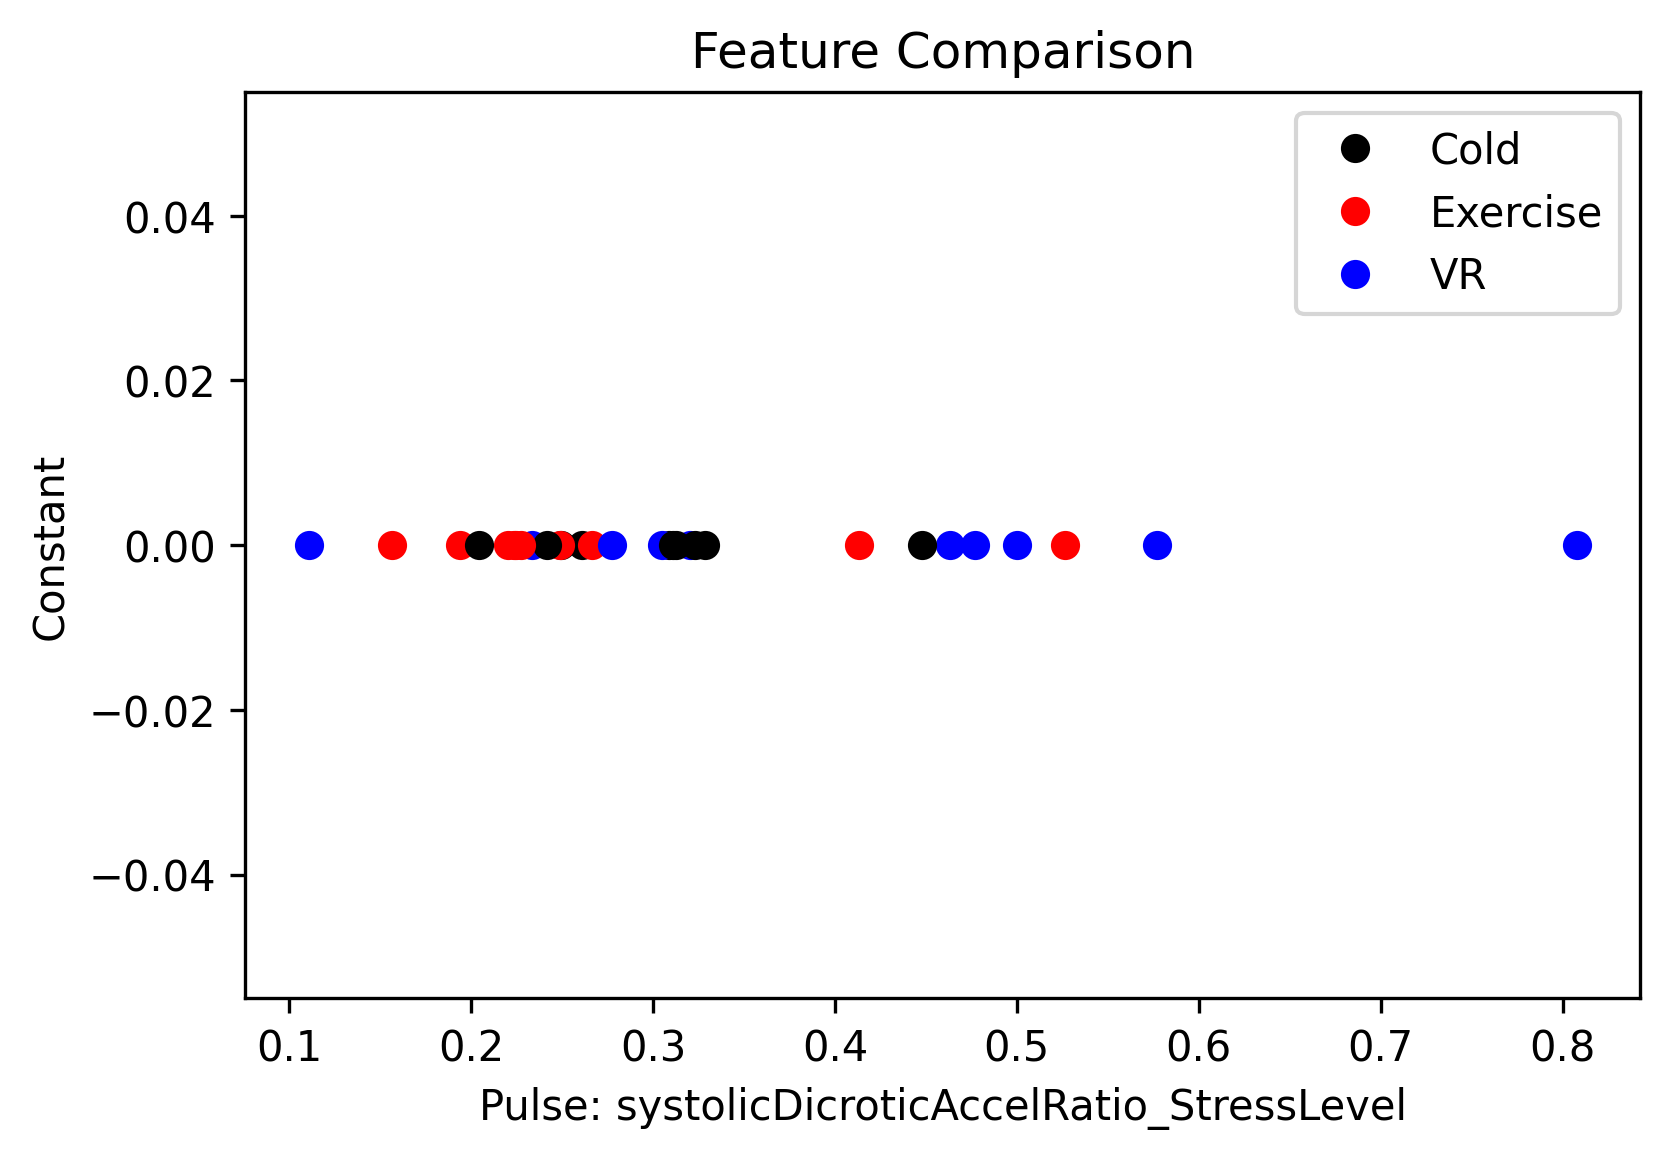 Feature Comparison
Cold
Exercise
VR
0.04
0.02
0.00
−0.02
−0.04
Constant
0.1 0.2 0.3 0.4 0.5 0.6 0.7 0.8
Pulse: systolicDicroticAccelRatio_StressLevel